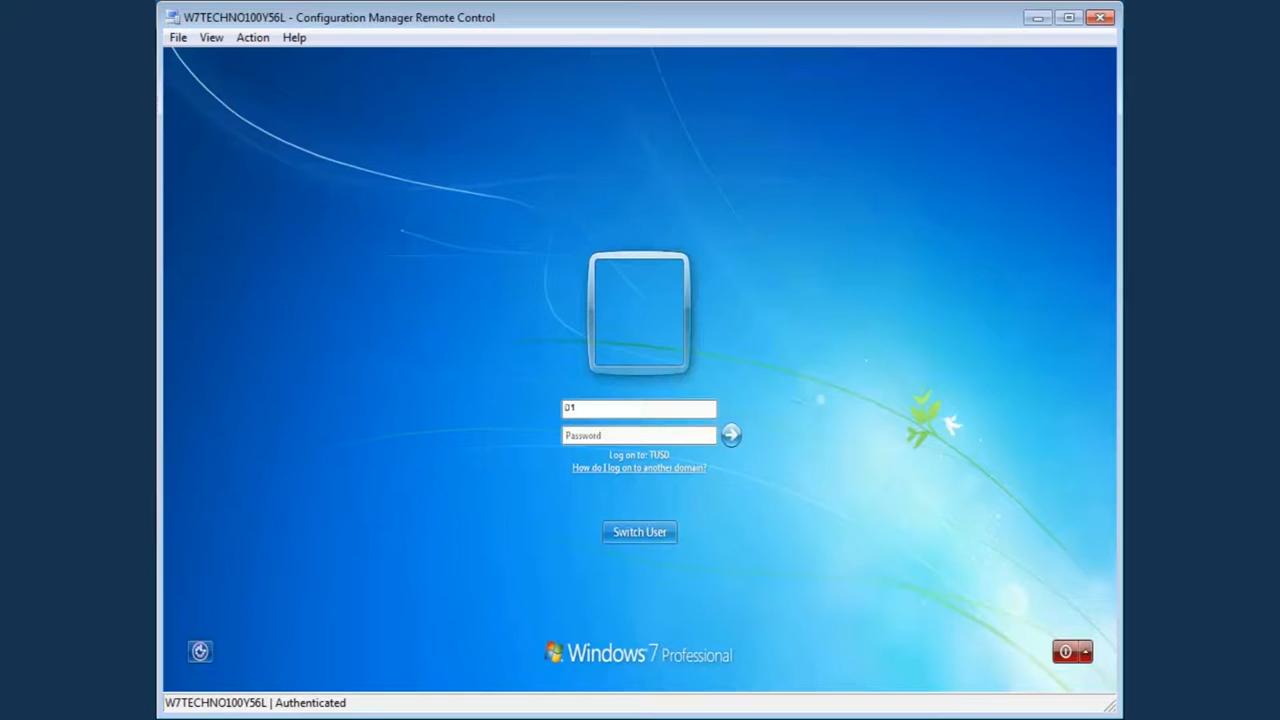 W7TECHNO100Y56L - Configuration Manager Remote Control
File View Action Help
01
Password
Log on to: TUSD
How do I log on to another domain?
Switch User
Windows 7 Professional
W7TECHNO100Y56L | Authenticated